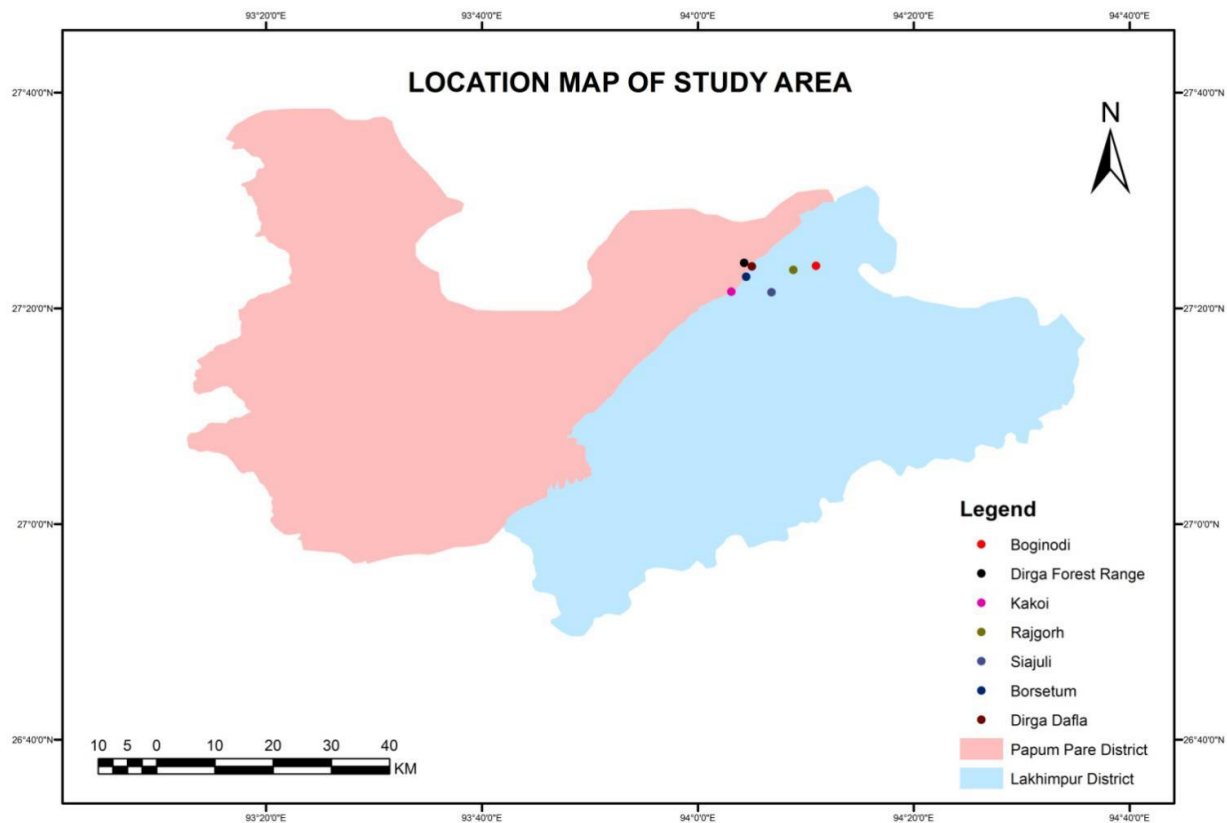 93°20'0"E 93°40'0"E 94°0'0"E 94°20'0"E 94°40'0"E
LOCATION MAP OF STUDY AREA
27°40'0"N 27°40'0"N
N
27°20'0"N 27°20'0"N
27°0'0"N 27°0'0"N
Legend
Boginodi
Dirga Forest Range
Kakoi
Rajgorh
Siajuli
Borsetum
Dirga Dafla
Papum Pare District
Lakhimpur District
26°40'0"N 26°40'0"N
10 5 0 10 20 30 40
KM
93°20'0"E 93°40'0"E 94°0'0"E 94°20'0"E 94°40'0"E